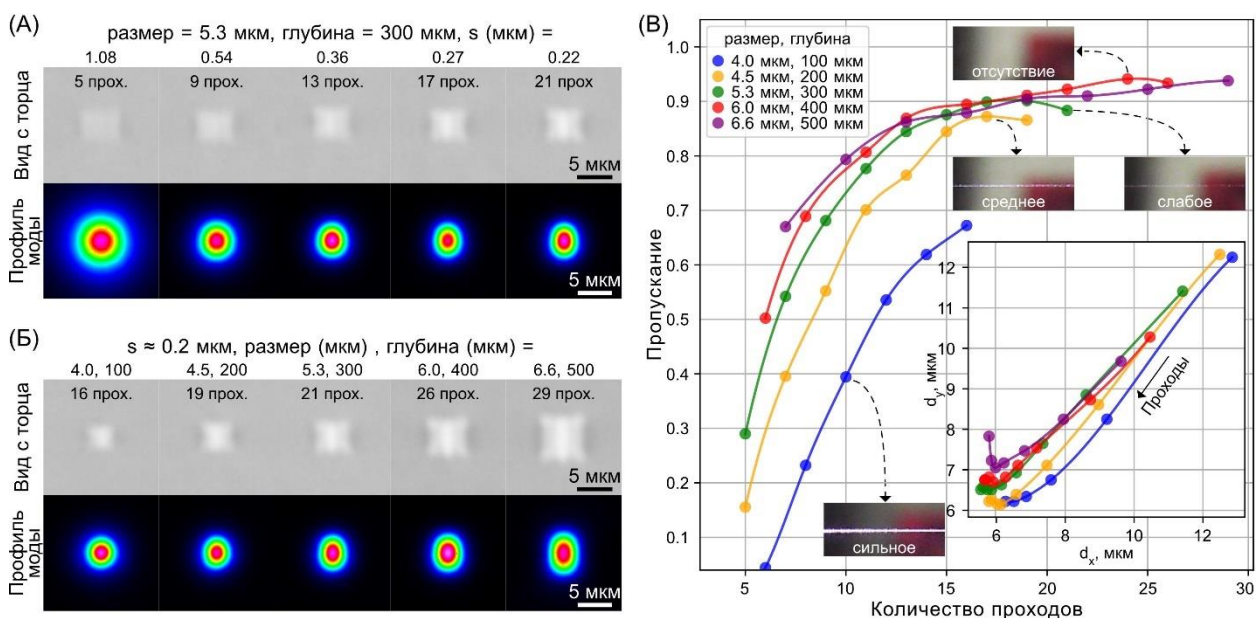 (А)
размер = 5.3 мкм, глубина = 300 мкм, s (мкм) =
1.08 0.54 0.36 0.27 0.22
5 прох. 9 прох. 13 прох. 17 прох. 21 прох.
Вид с торца
5 мкм
Профиль
моды
5 мкм
(Б)
s ≈ 0.2 мкм, размер (мкм) , глубина (мкм) =
4.0, 100 4.5, 200 5.3, 300 6.0, 400 6.6, 500
16 прох. 19 прох. 21 прох. 26 прох. 29 прох.
Вид с торца
5 мкм
Профиль
моды
5 мкм
(В)
Пропускание
1.0
0.9
0.8
0.7
0.6
0.5
0.4
0.3
0.2
0.1
размер, глубина
4.0 мкм, 100 мкм
4.5 мкм, 200 мкм
5.3 мкм, 300 мкм
6.0 мкм, 400 мкм
6.6 мкм, 500 мкм
отсутствие
среднее
слабое
сильное
dy, мкм
12
11
10
9
8
7
6
Проходы
6 8 10 12
dx, мкм
5 10 15 20 25 30
Количество проходов